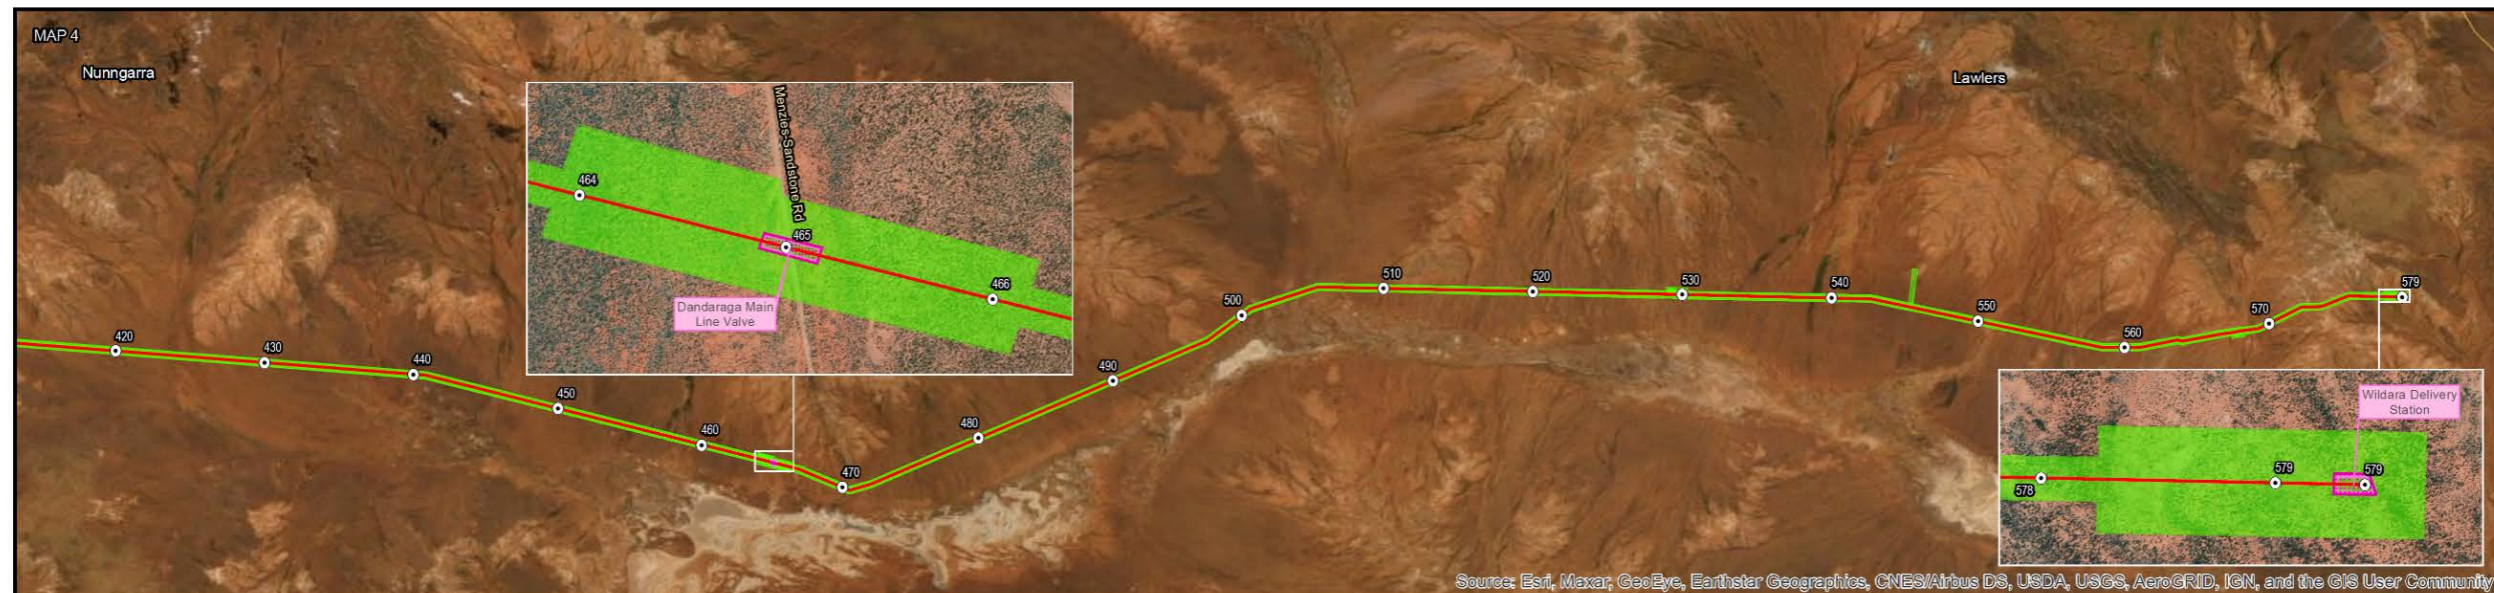 MAP 4
Nunngarra
Lawlers
Menzies-Sandstone Rd
464
465
466
Dandaraga Main
Line Valve
420
430
440
450
460
470
480
490
500
510
520
530
540
550
560
570
579
Wildara Delivery
Station
578
579
579
Source: Esri, Maxar, GeoEye, Earthstar Geographics, CNES/Airbus DS, USDA, USGS, AeroGRID, IGN, and the GIS User Community